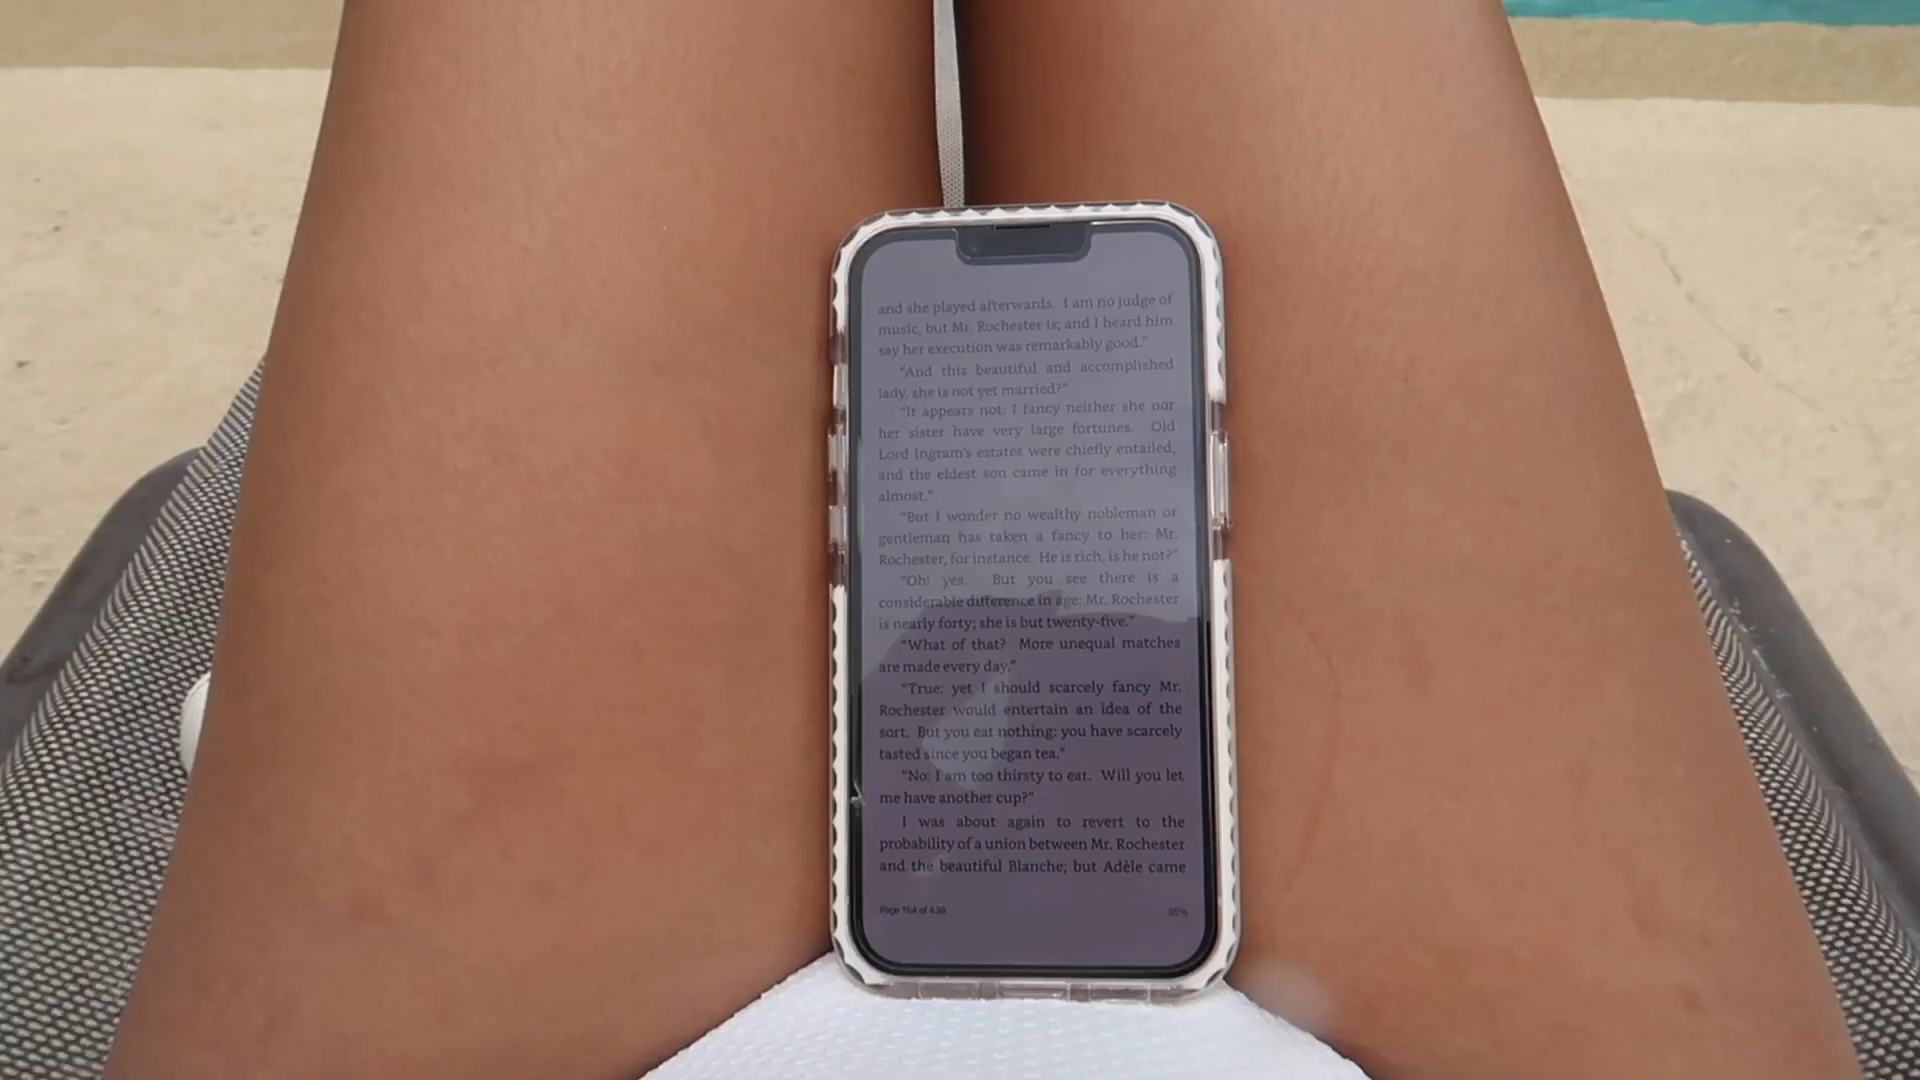 and she played afterwards. I am no judge of
music, but Mr. Rochester is; and I heard him
say her execution was remarkably good."
"And this beautiful and accomplished
lady, she is not yet married?"
"It appears not: I fancy neither she nor
her sister have very large fortunes. Old
Lord Ingram's estates were chiefly entailed,
and the eldest son came in for everything
almost."
"But I wonder no wealthy nobleman or
gentleman has taken a fancy to her: Mr.
Rochester, for instance. He is rich, is he not?"
"Oh! yes. But you see there is a
considerable difference in age: Mr. Rochester
is nearly forty; she is but twenty-five."
"What of that? More unequal matches
are made every day."
"True: yet I should scarcely fancy Mr.
Rochester would entertain an idea of the
sort. But you eat nothing: you have scarcely
tasted since you began tea."
"No: I am too thirsty to eat. Will you let
me have another cup?"
I was about again to revert to the
probability of a union between Mr. Rochester
and the beautiful Blanche; but Adèle came
Page 164 of 436